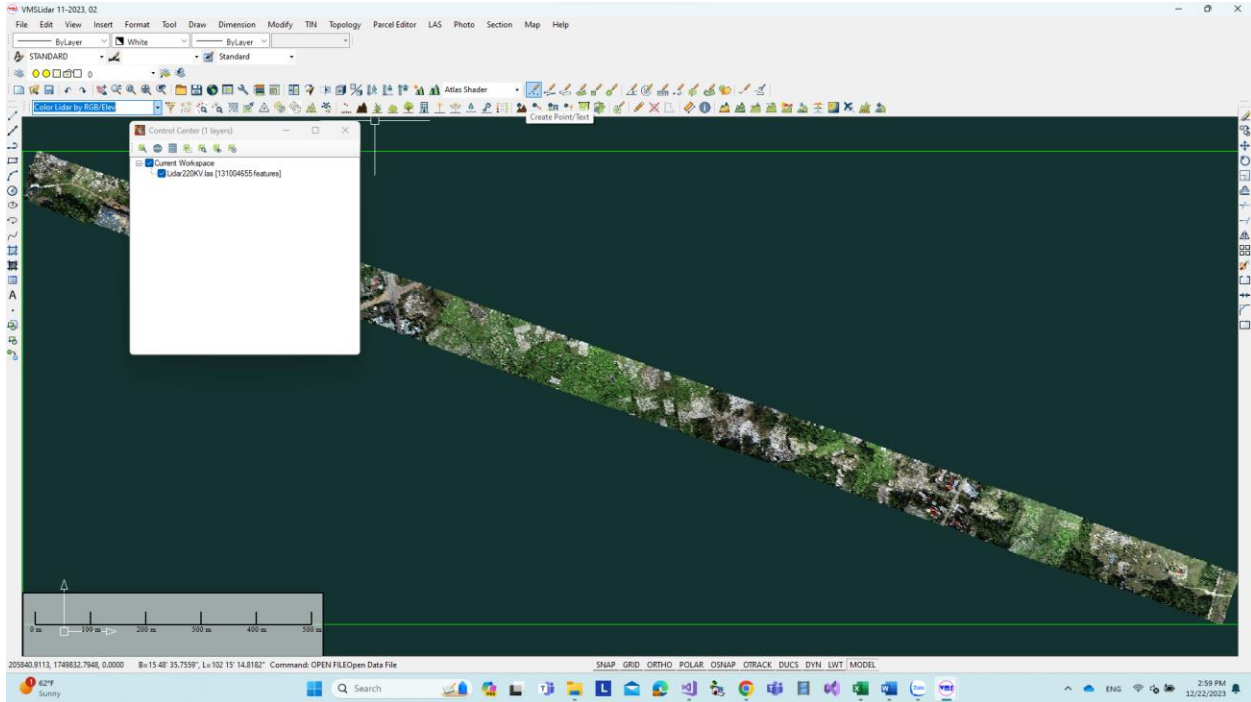 VMSLidar 11-2023, 02
File Edit View Insert Format Tool Draw Dimension Modify TIN Topology Parcel Editor LAS Photo Section Map Help
ByLayer White ByLayer
STANDARD Standard
0
Atlas Shader
Color Lidar by RGB/Elev
Create Point/Text
Control Center (1 layers)
Current Workspace
Lidar220KV.las [131004655 features]
A
0 m 100 m 200 m 300 m 400 m 500 m
205840.9113, 1749832.7948, 0.0000 B=15 48' 35.7559", L=102 15' 14.8182" Command: OPEN FILEOpen Data File SNAP GRID ORTHO POLAR OSNAP OTRACK DUCS DYN LWT MODEL
62°F
Sunny
Search
ENG
2:59 PM
12/22/2023